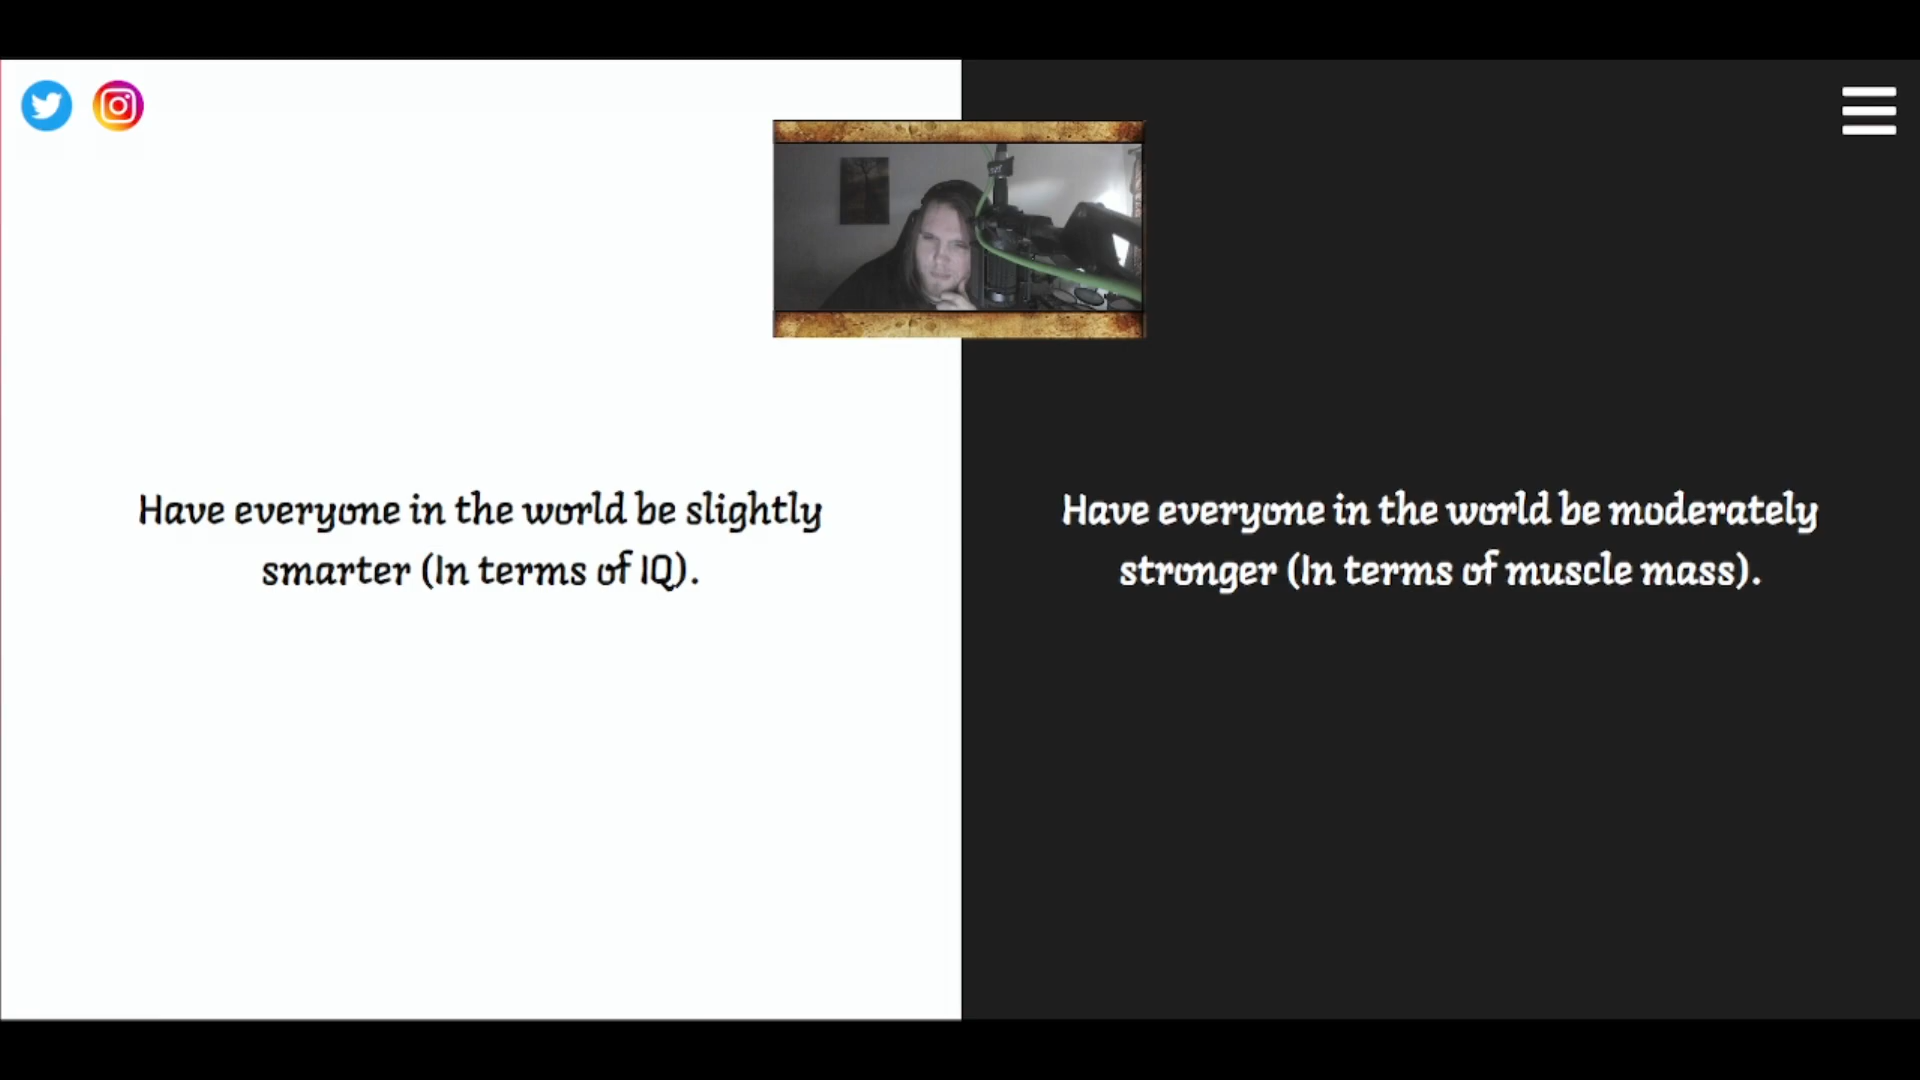 Have everyone in the world be slightly
smarter (In terms of IQ).
Have everyone in the world be moderately
stronger (In terms of muscle mass).